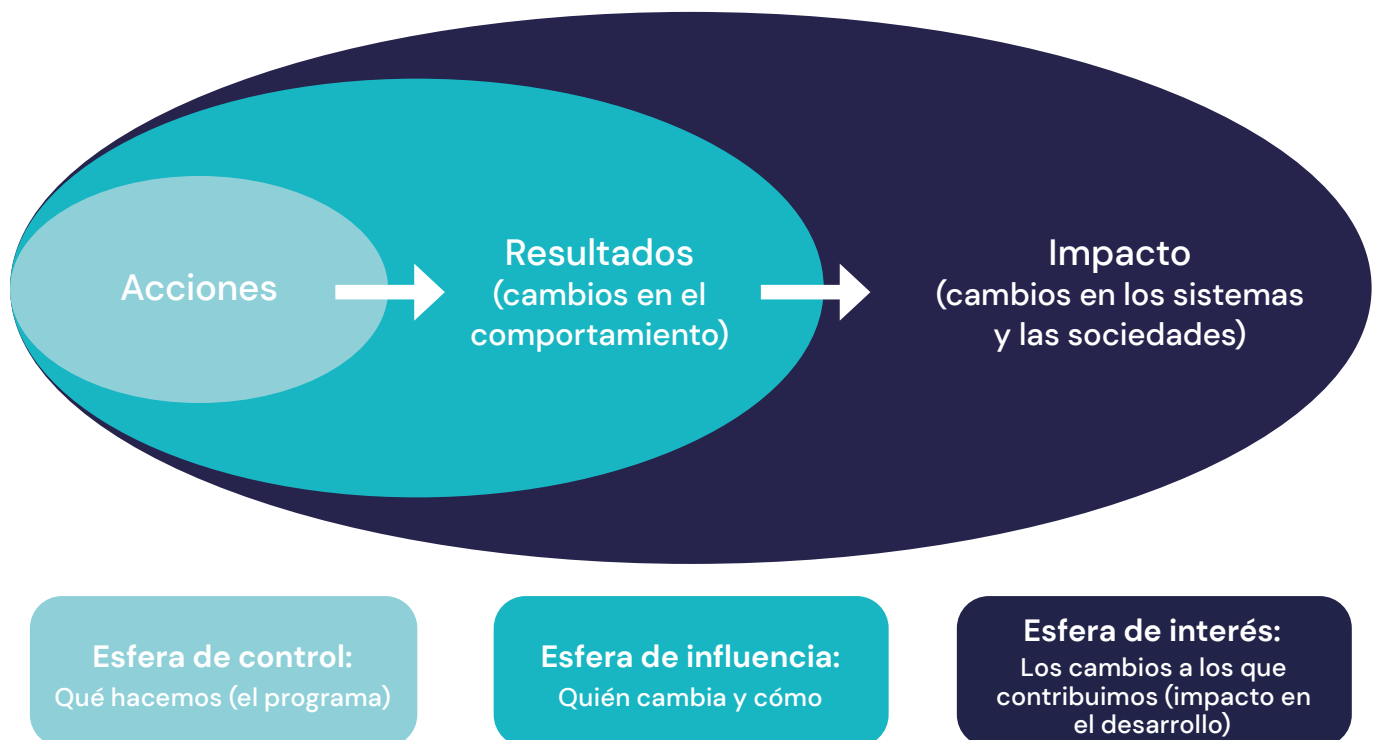 Acciones
Resultados
(cambios en el
comportamiento)
Impacto
(cambios en los sistemas
y las sociedades)
Esfera de control:
Qué hacemos (el programa)
Esfera de influencia:
Quién cambia y cómo
Esfera de interés:
Los cambios a los que
contribuimos (impacto en
el desarrollo)